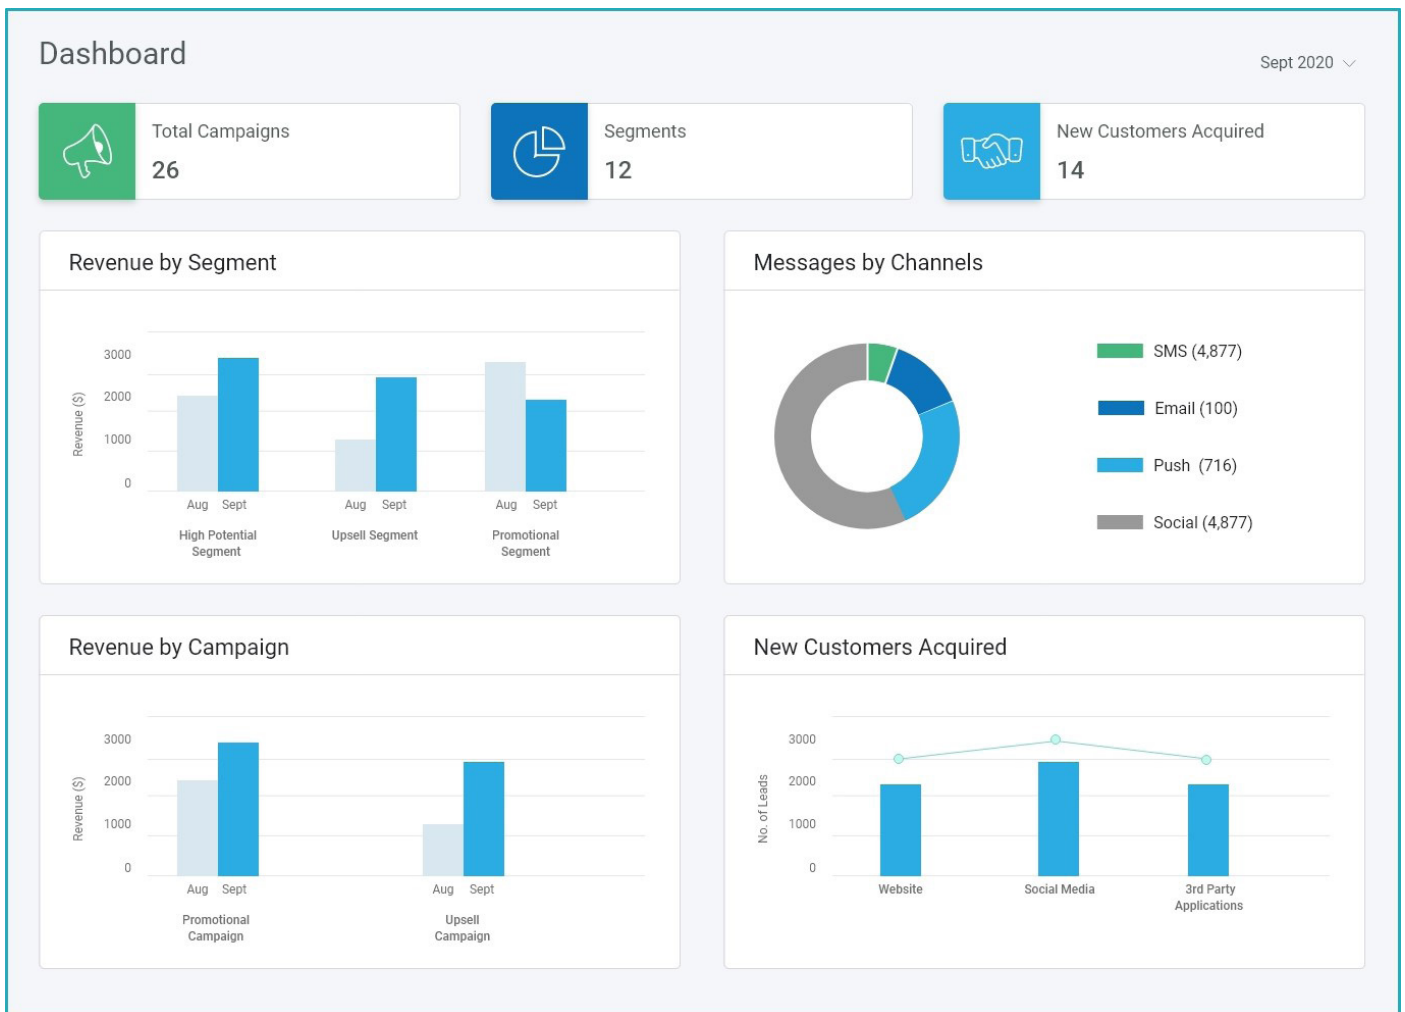 Dashboard
Sept 2020
Total Campaigns
26
Segments
12
New Customers Acquired
14
Revenue by Segment
Revenue ($)
3000
2000
1000
0
Aug Sept
Aug Sept
Aug Sept
High Potential
Segment
Upsell Segment
Promotional
Segment
Messages by Channels
SMS (4,877)
Email (100)
Push (716)
Social (4,877)
Revenue by Campaign
Revenue ($)
3000
2000
1000
0
Aug Sept
Aug Sept
Promotional
Campaign
Upsell
Campaign
New Customers Acquired
No. of Leads
3000
2000
1000
0
Website
Social Media
3rd Party
Applications